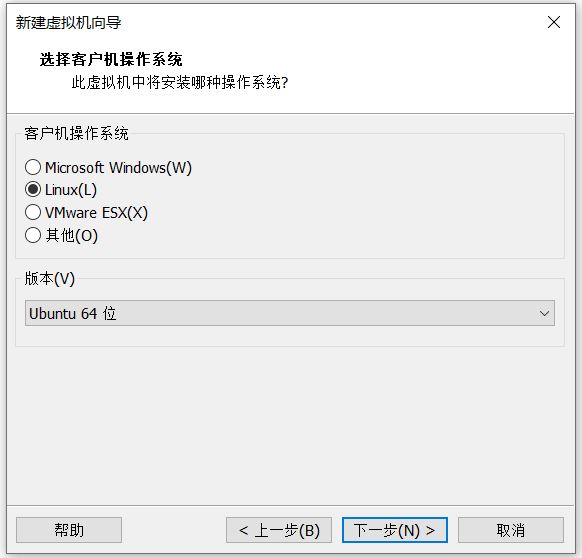 新建虚拟机向导
选择客户机操作系统
此虚拟机中将安装哪种操作系统?
客户机操作系统
Microsoft Windows(W)
Linux(L)
VMware ESX(X)
其他(O)
版本(V)
Ubuntu 64 位
帮助
< 上一步(B)
下一步(N) >
取消